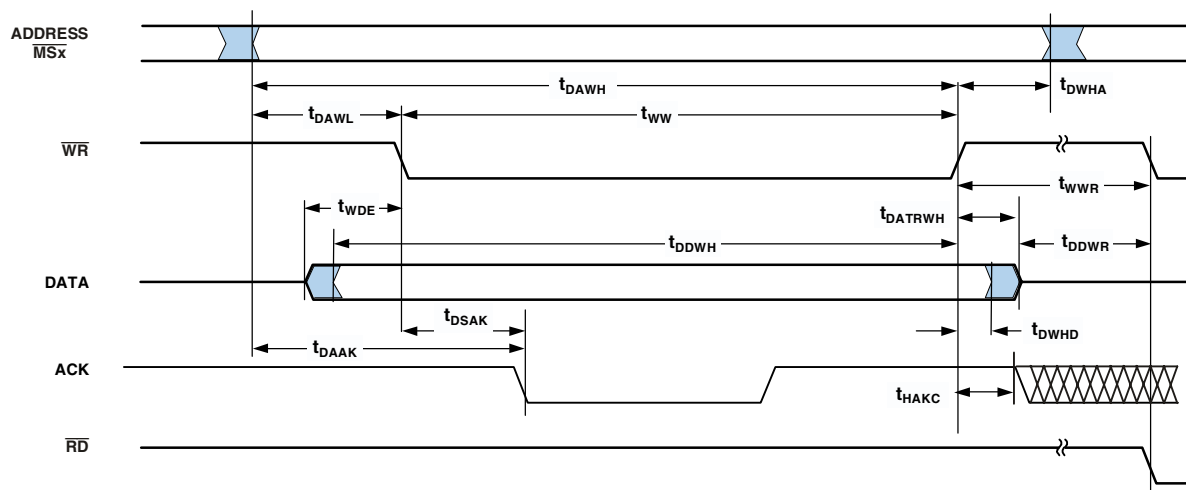 ADDRESS
MSx
tDAWH
tDWHA
tDAWL
tWW
WR
tWWR
tWDE
tDATRWH
tDDWH
tDDWR
DATA
tDSAK
tDWHD
tDAAK
ACK
tHAKC
RD